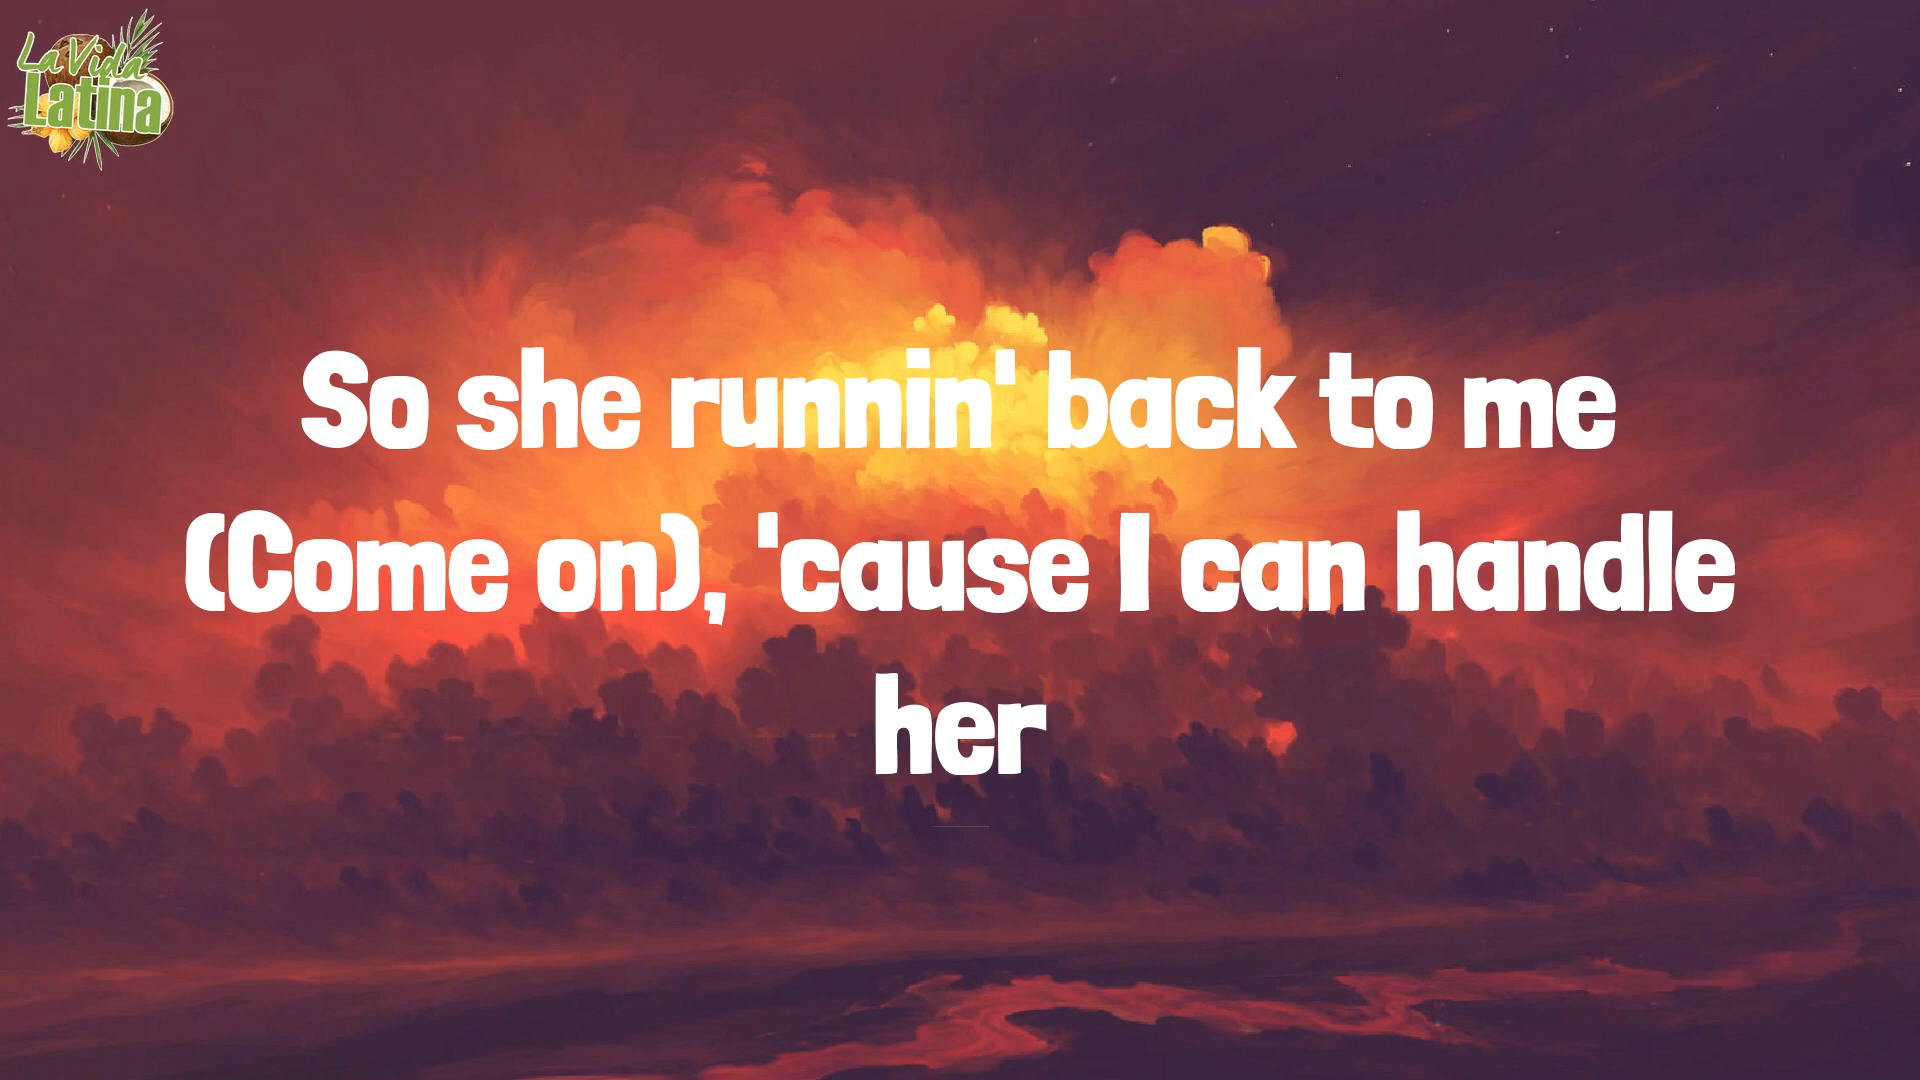 La Vida
Latina
So she runnin' back to me
(Come on), 'cause I can handle
her